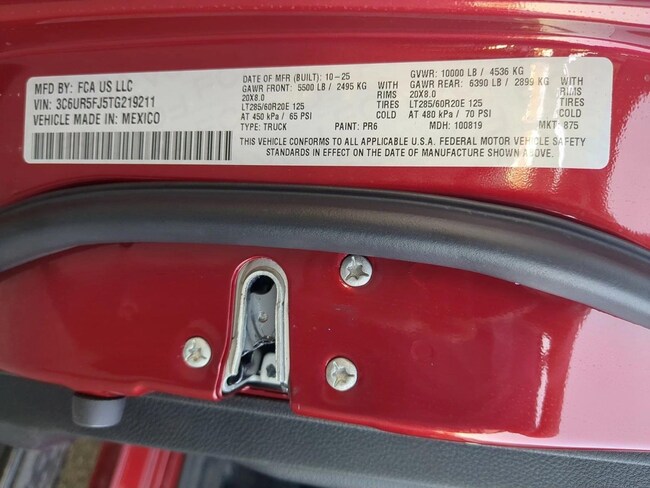 MFD BY: FCA US LLC
VIN: 3C6UR5FJ5TG219211
VEHICLE MADE IN: MEXICO
DATE OF MFR (BUILT): 10-25 GVWR: 10000 LB / 4536 KG
GAWR FRONT: 5500 LB / 2495 KG WITH GAWR REAR: 6390 LB / 2899 KG WITH
20X8.0 RIMS 20X8.0 RIMS
LT285/60R20E 125 TIRES LT285/60R20E 125 TIRES
AT 450 kPa / 65 PSI COLD AT 480 kPa / 70 PSI COLD
TYPE: TRUCK PAINT: PR6 MDH: 100819 MKT: 875
THIS VEHICLE CONFORMS TO ALL APPLICABLE U.S.A. FEDERAL MOTOR VEHICLE SAFETY
STANDARDS IN EFFECT ON THE DATE OF MANUFACTURE SHOWN ABOVE.